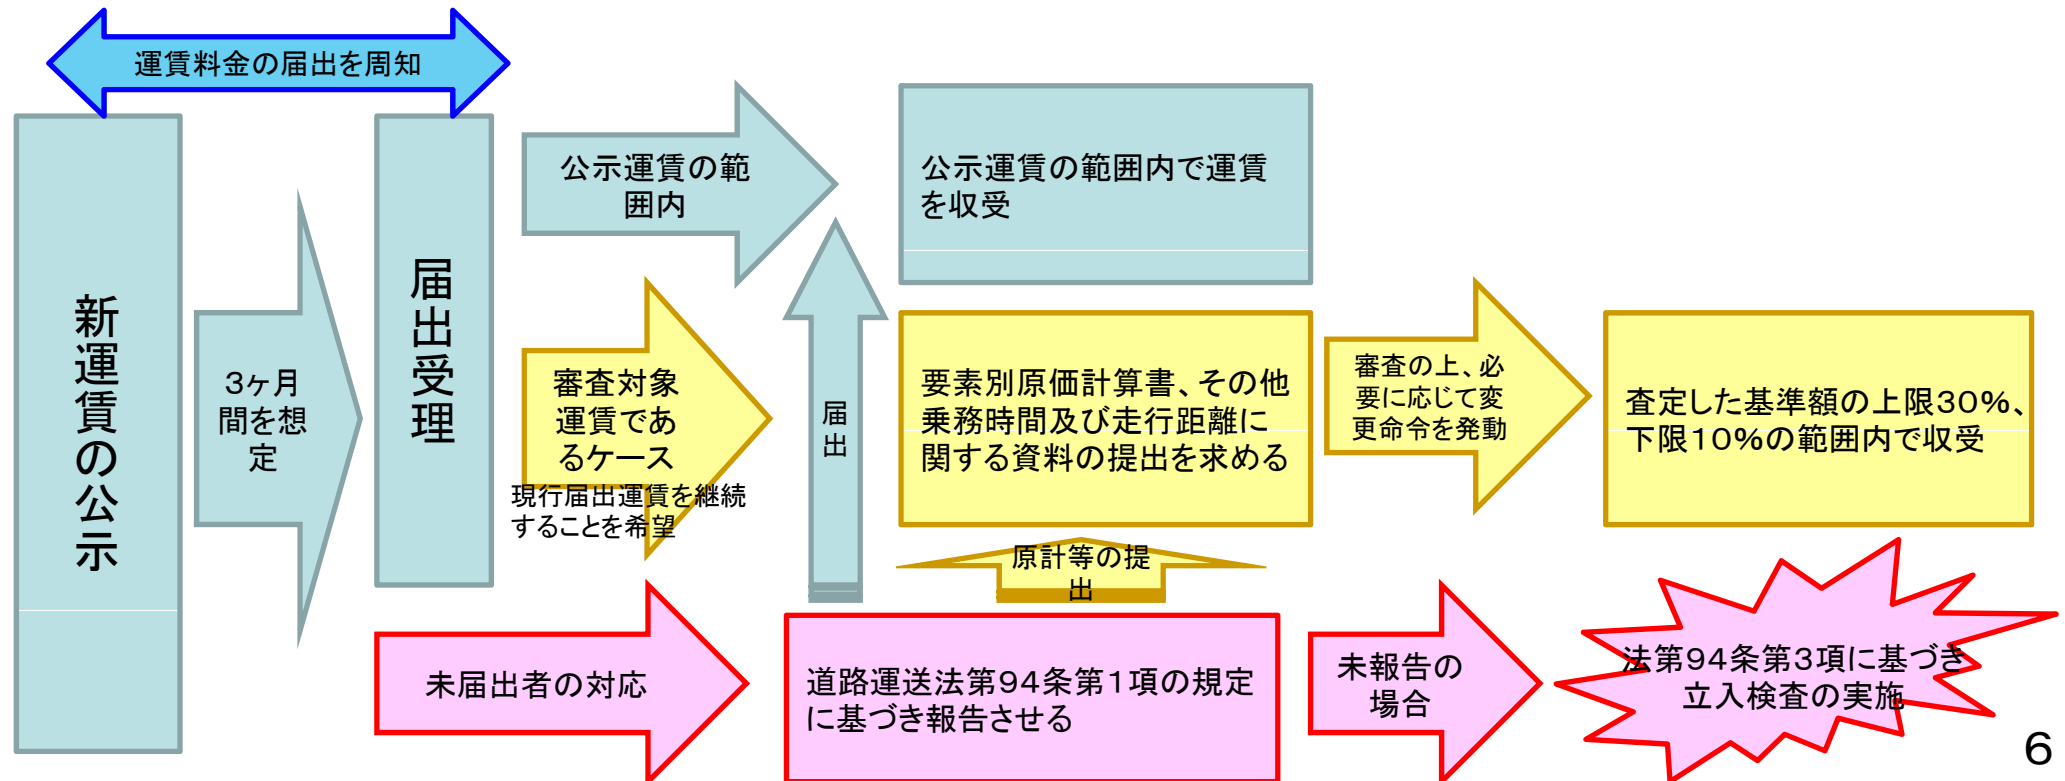 運賃料金の届出を周知
新運賃の公示
3ヶ月
間を想
定
届出受理
公示運賃の範
囲内
公示運賃の範囲内で運賃
を収受
審査対象
運賃であ
るケース
現行届出運賃を継続
することを希望
届
出
要素別原価計算書、その他
乗務時間及び走行距離に
関する資料の提出を求める
審査の上、必
要に応じて変
更命令を発動
査定した基準額の上限30%、
下限10%の範囲内で収受
原計等の提
出
未届出者の対応
道路運送法第94条第1項の規定
に基づき報告させる
未報告の
場合
法第94条第3項に基づき
立入検査の実施
6